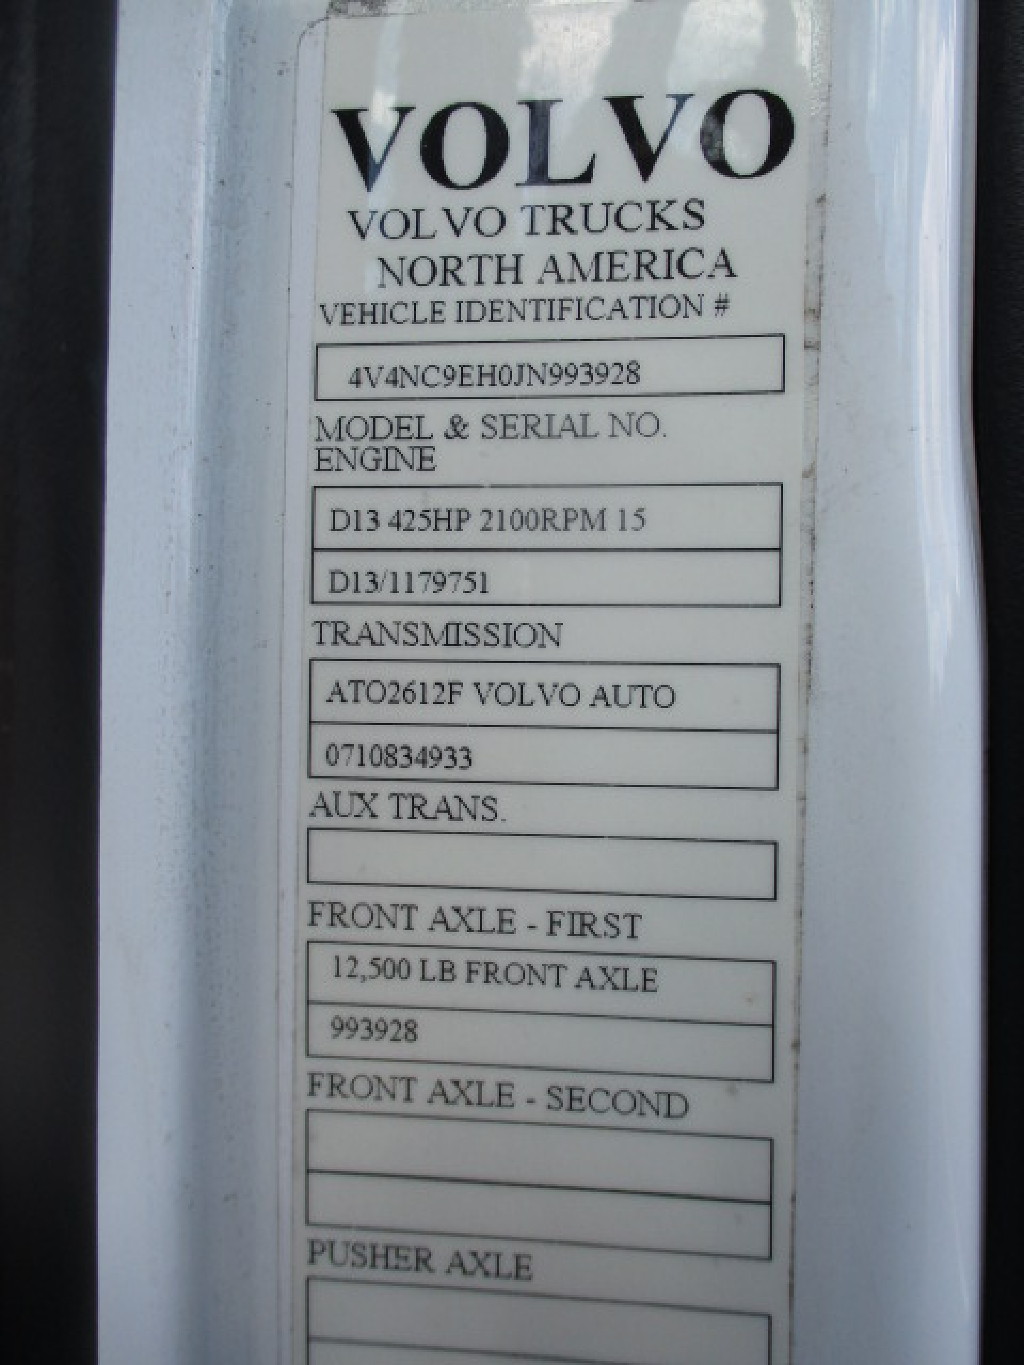 VOLVO
VOLVO TRUCKS
NORTH AMERICA
VEHICLE IDENTIFICATION #
4V4NC9EH0JN993928
MODEL & SERIAL NO.
ENGINE
D13 425HP 2100RPM 15
D13/1179751
TRANSMISSION
ATO2612F VOLVO AUTO
0710834933
AUX TRANS.
FRONT AXLE - FIRST
12,500 LB FRONT AXLE
993928
FRONT AXLE - SECOND
PUSHER AXLE